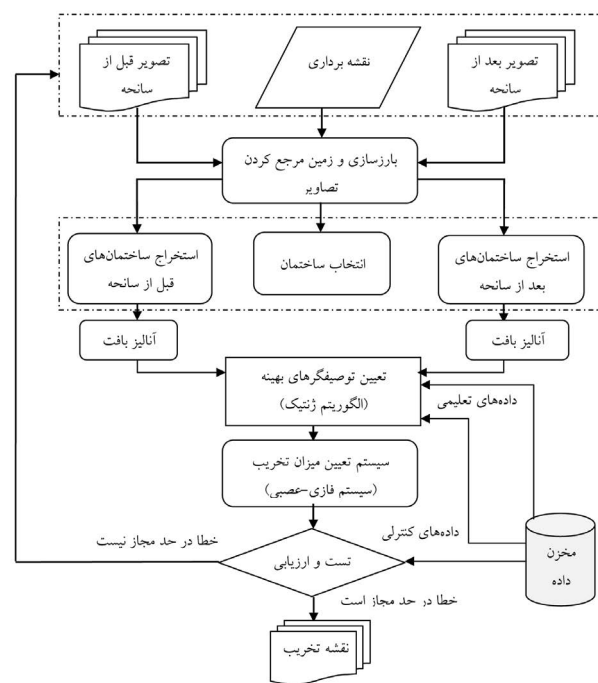 تصویر قبل از
سانحه
نقشه برداری
تصویر بعد از
سانحه
بارزسازی و زمین مرجع کردن
تصاویر
استخراج ساختمان‌های
قبل از سانحه
انتخاب ساختمان
استخراج ساختمان‌های
بعد از سانحه
آنالیز بافت
آنالیز بافت
تعیین توصیفگرهای بهینه
(الگوریتم ژنتیک)
داده‌های تعلیمی
سیستم تعیین میزان تخریب
(سیستم فازی-عصبی)
خطا در حد مجاز نیست
تست و ارزیابی
داده‌های کنترلی
مخزن
داده
خطا در حد مجاز است
نقشه تخریب